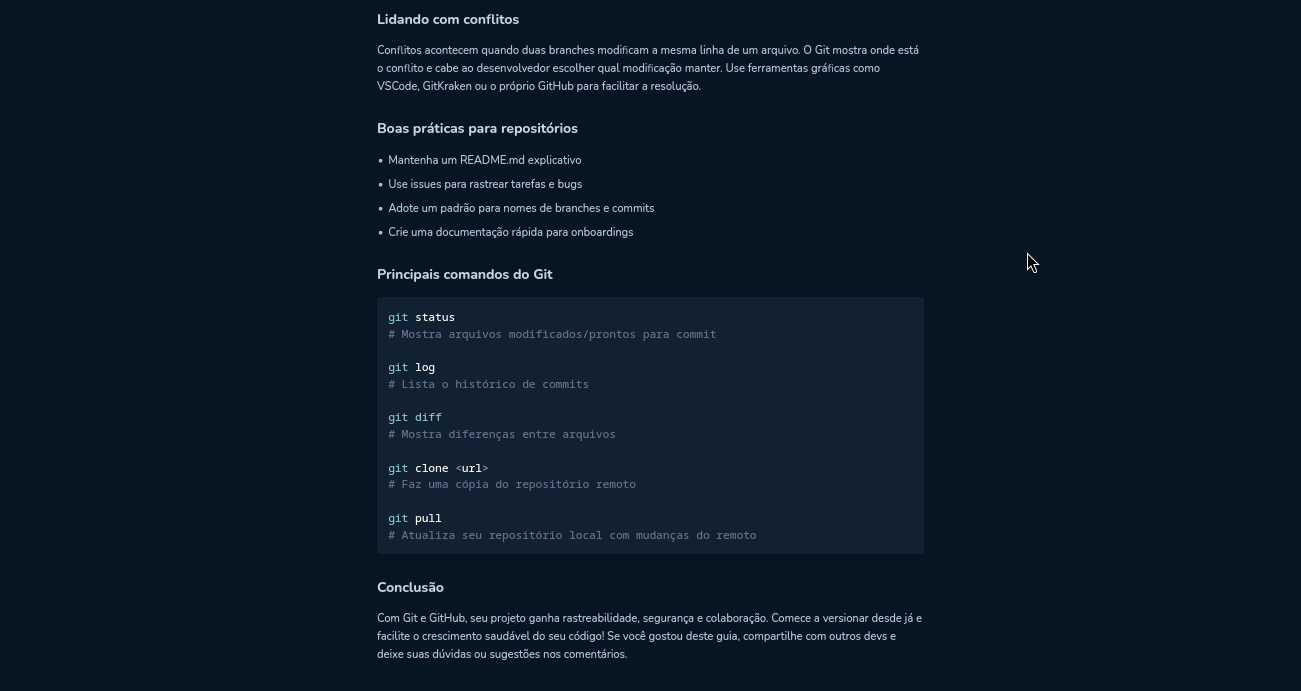 Lidando com conflitos
Conflitos acontecem quando duas branches modificam a mesma linha de um arquivo. O Git mostra onde está
o conflito e cabe ao desenvolvedor escolher qual modificação manter. Use ferramentas gráficas como
VSCode, GitKraken ou o próprio GitHub para facilitar a resolução.
Boas práticas para repositórios
• Mantenha um README.md explicativo
• Use issues para rastrear tarefas e bugs
• Adote um padrão para nomes de branches e commits
• Crie uma documentação rápida para onboardings
Principais comandos do Git
git status
# Mostra arquivos modificados/prontos para commit
git log
# Lista o histórico de commits
git diff
# Mostra diferenças entre arquivos
git clone <url>
# Faz uma cópia do repositório remoto
git pull
# Atualiza seu repositório local com mudanças do remoto
Conclusão
Com Git e GitHub, seu projeto ganha rastreabilidade, segurança e colaboração. Comece a versionar desde já e
facilite o crescimento saudável do seu código! Se você gostou deste guia, compartilhe com outros devs e
deixe suas dúvidas ou sugestões nos comentários.